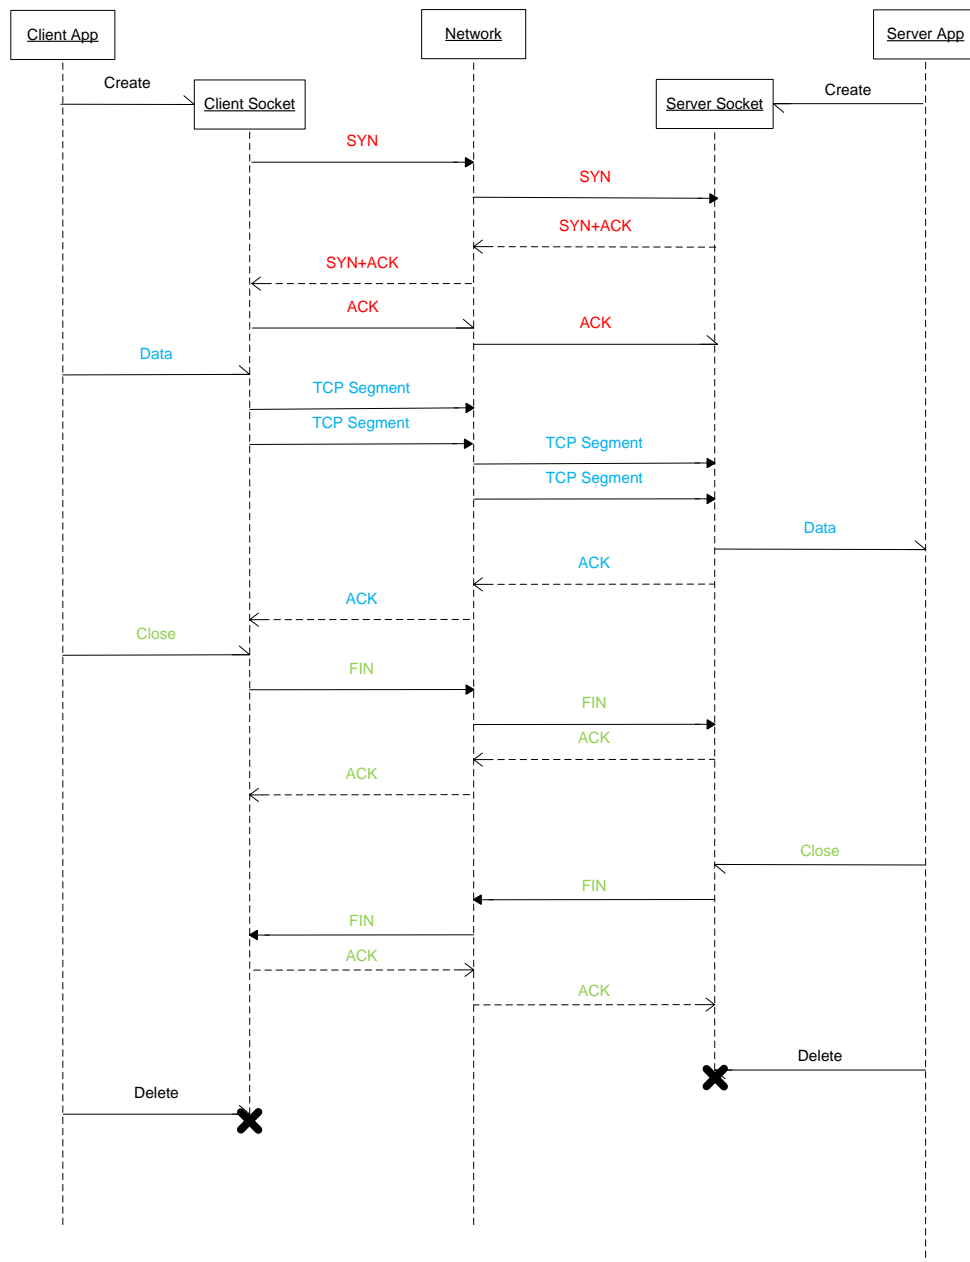 Client App
Network
Server App
Create
Client Socket
Server Socket
Create
SYN
SYN
SYN+ACK
SYN+ACK
ACK
ACK
Data
TCP Segment
TCP Segment
TCP Segment
TCP Segment
Data
ACK
ACK
Close
FIN
FIN
ACK
ACK
Close
FIN
FIN
ACK
ACK
Delete
Delete